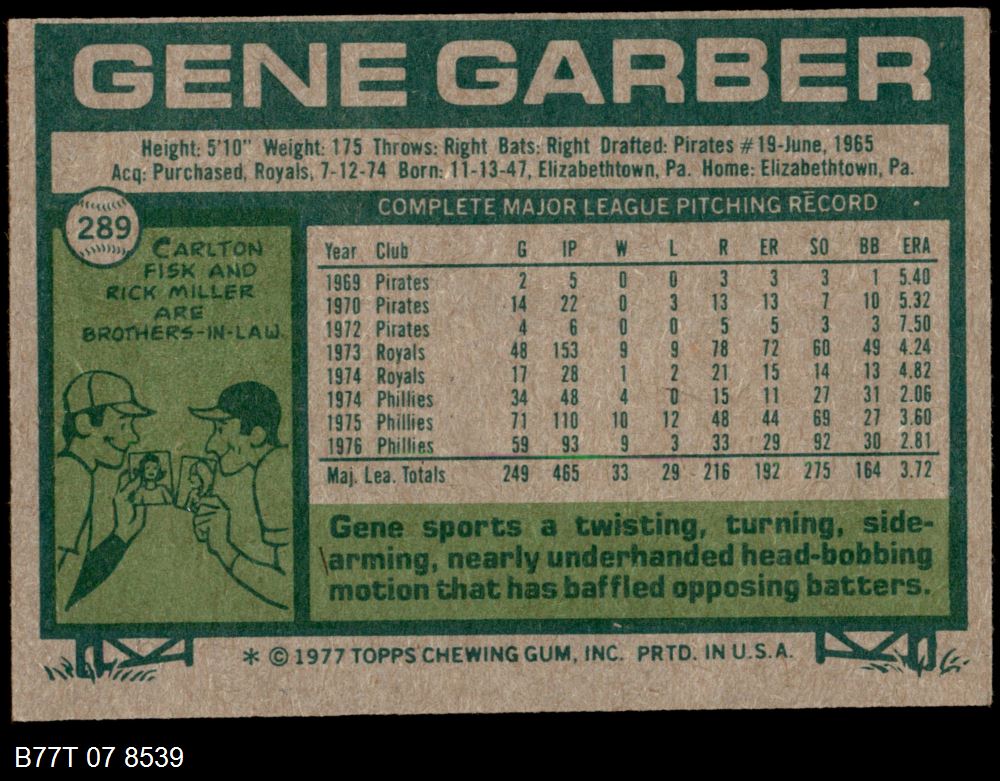 GENE GARBER
Height: 5'10" Weight: 175 Throws: Right Bats: Right Drafted: Pirates #19-June, 1965
Acq: Purchased, Royals, 7-12-74 Born: 11-13-47, Elizabethtown, Pa. Home: Elizabethtown, Pa.
289
CARLTON
FISK AND
RICK MILLER
ARE
BROTHERS-IN-LAW.
COMPLETE MAJOR LEAGUE PITCHING RECORD
Year Club G IP W L R ER SO BB ERA
1969 Pirates 2 5 0 0 3 3 3 1 5.40
1970 Pirates 14 22 0 3 13 13 7 10 5.32
1972 Pirates 4 6 0 0 5 5 3 3 7.50
1973 Royals 48 153 9 9 78 72 60 49 4.24
1974 Royals 17 28 1 2 21 15 14 13 4.82
1974 Phillies 34 48 4 0 15 11 27 31 2.06
1975 Phillies 71 110 10 12 48 44 69 27 3.60
1976 Phillies 59 93 9 3 33 29 92 30 2.81
Maj. Lea. Totals 249 465 33 29 216 192 275 164 3.72
Gene sports a twisting, turning, side-
arming, nearly underhanded head-bobbing
motion that has baffled opposing batters.
* © 1977 TOPPS CHEWING GUM, INC. PRTD. IN U.S.A.
B77T 07 8539